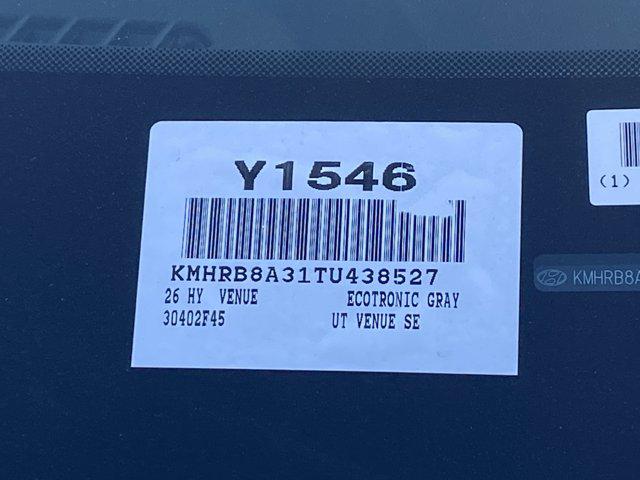 Y1546
KMHRB8A31TU438527
26 HY VENUE ECOTRONIC GRAY
30402F45 UT VENUE SE
(1)
KMHRB8A